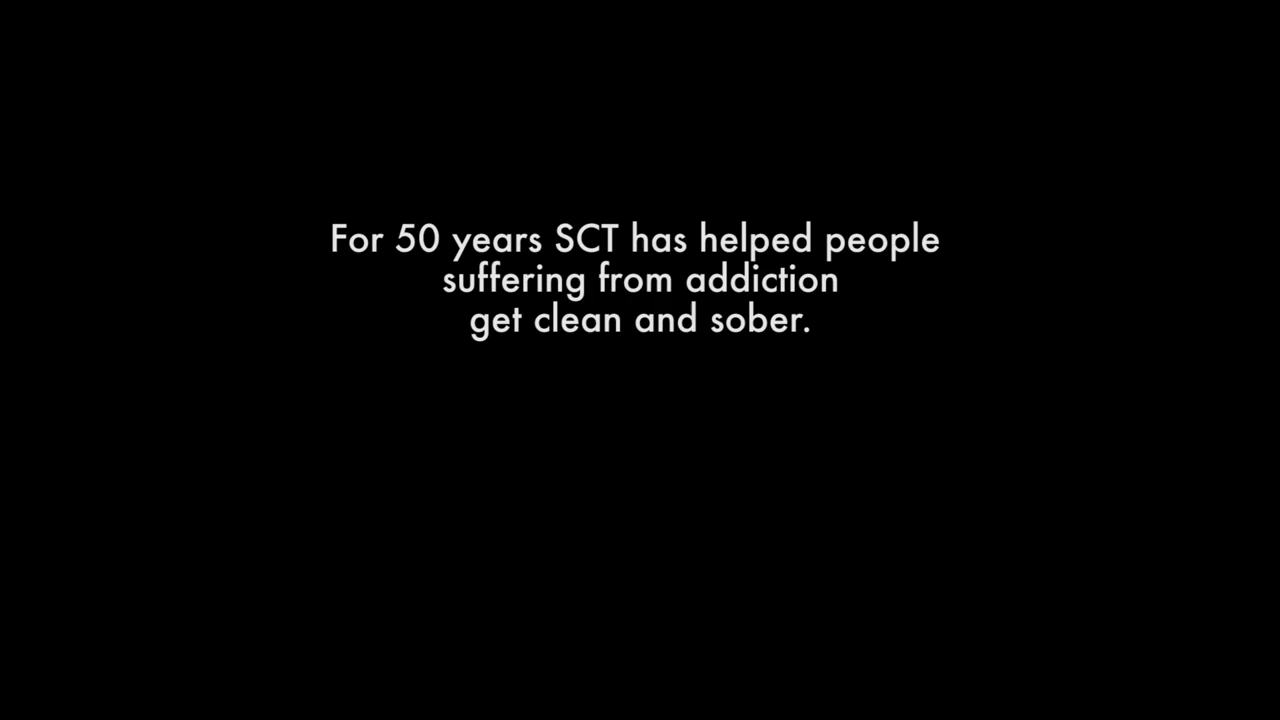 For 50 years SCT has helped people
suffering from addiction
get clean and sober.